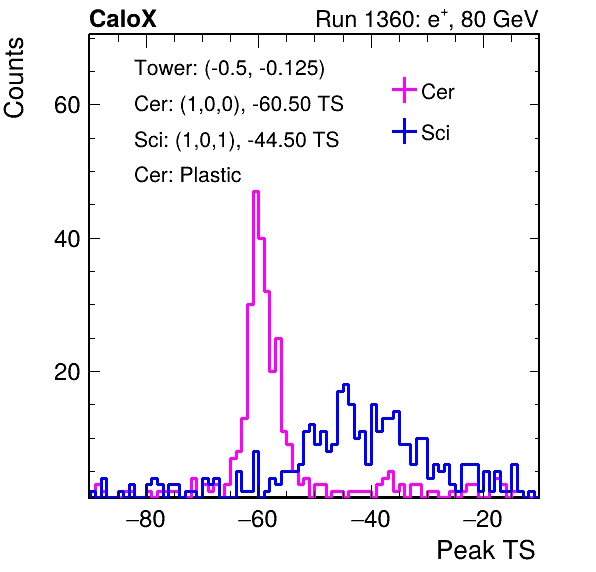 CaloX Run 1360: e⁺, 80 GeV
Counts
Tower: (-0.5, -0.125)
Cer: (1,0,0), -60.50 TS
Sci: (1,0,1), -44.50 TS
Cer: Plastic
Cer
Sci
60
40
20
−80 −60 −40 −20
Peak TS